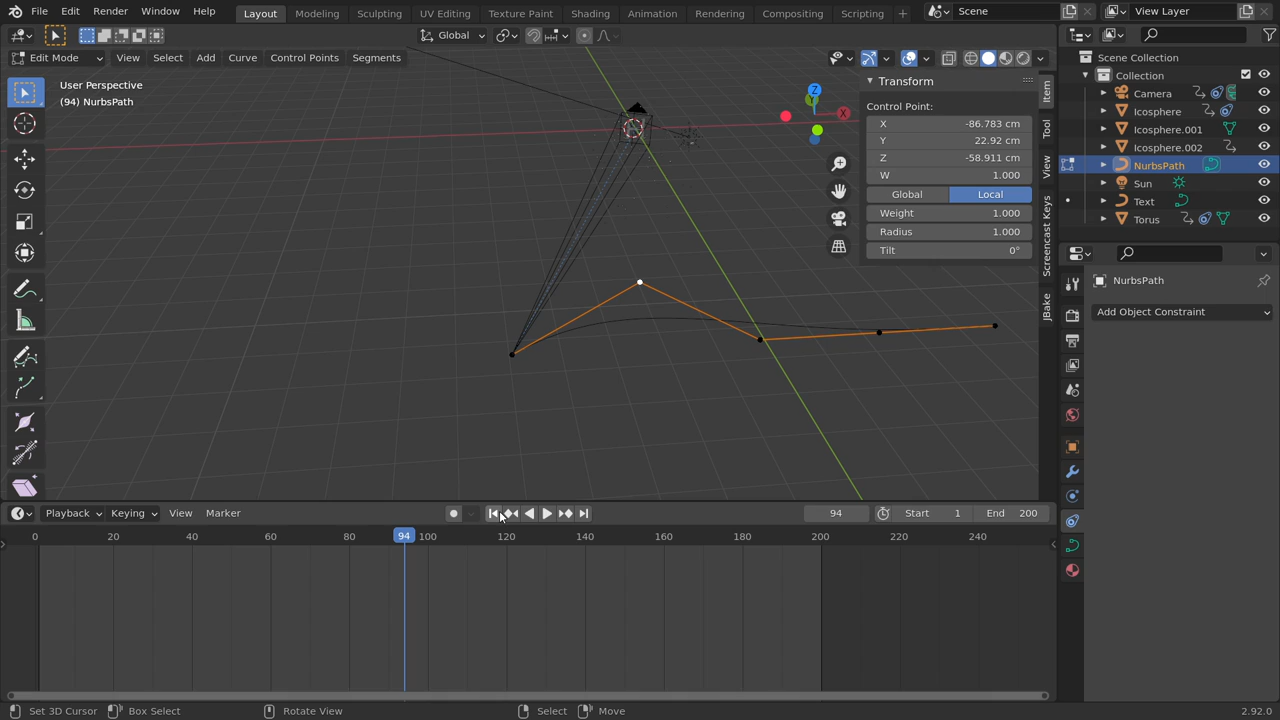 File Edit Render Window Help Layout Modeling Sculpting UV Editing Texture Paint Shading Animation Rendering Compositing Scripting + Scene View Layer
Global
Edit Mode View Select Add Curve Control Points Segments
User Perspective
(94) NurbsPath
Z
Y
X
Transform
Control Point:
X -86.783 cm
Y 22.92 cm
Z -58.911 cm
W 1.000
Global Local
Weight 1.000
Radius 1.000
Tilt 0°
Item
Tool
View
Screencast Keys
JBake
Scene Collection
Collection
Camera
Icosphere
Icosphere.001
Icosphere.002
NurbsPath
Sun
Text
Torus
NurbsPath
Add Object Constraint
Playback Keying View Marker 94 Start 1 End 200
0 20 40 60 80 94 100 120 140 160 180 200 220 240
Set 3D Cursor Box Select Rotate View Select Move 2.92.0